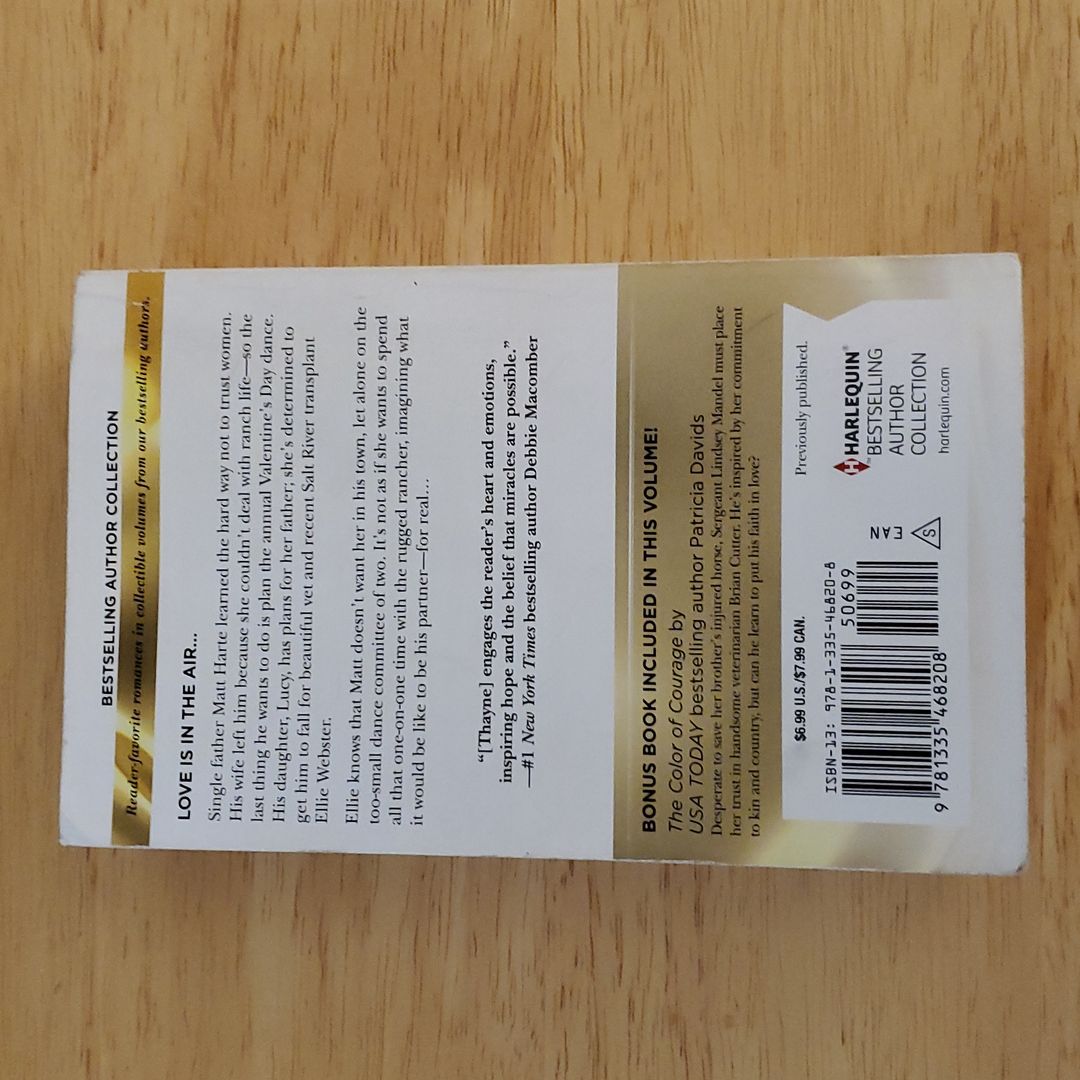 BESTSELLING AUTHOR COLLECTION
Reader-favorite romances in collectible volumes from our bestselling authors.
LOVE IS IN THE AIR...
Single father Matt Harte learned the hard way not to trust women.
His wife left him because she couldn't deal with ranch life—so the
last thing he wants to do is plan the annual Valentine's Day dance.
His daughter, Lucy, has plans for her father; she's determined to
get him to fall for beautiful vet and recent Salt River transplant
Ellie Webster.
Ellie knows that Matt doesn't want her in his town, let alone on the
too-small dance committee of two. It's not as if she wants to spend
all that one-on-one time with the rugged rancher, imagining what
it would be like to be his partner—for real...
"[Thayne] engages the reader's heart and emotions,
inspiring hope and the belief that miracles are possible."
—#1 New York Times bestselling author Debbie Macomber
BONUS BOOK INCLUDED IN THIS VOLUME!
The Color of Courage by
USA TODAY bestselling author Patricia Davids
Desperate to save her brother's injured horse, Sergeant Lindsey Mandel must place
her trust in handsome veterinarian Brian Cutter. He's inspired by her commitment
to kin and country, but can he learn to put his faith in love?
$6.99 U.S./$7.99 CAN.
ISBN-13: 978-1-335-46820-8
50699
9 781335 468208
EAN
S
Previously published.
HARLEQUIN®
™BESTSELLING
AUTHOR
COLLECTION
harlequin.com